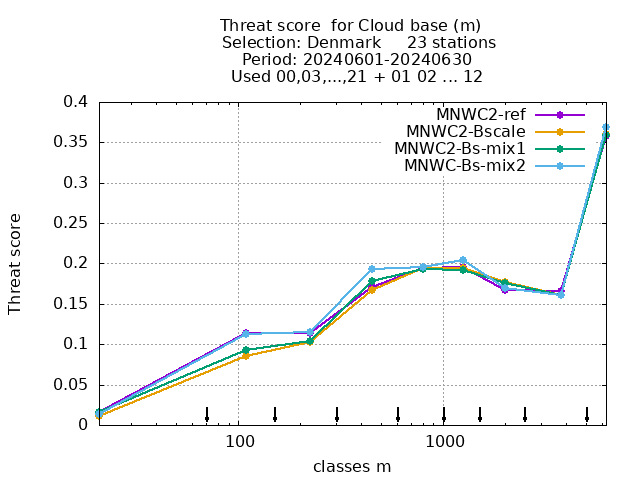 Threat score  for Cloud base (m)
Selection: Denmark     23 stations
Period: 20240601-20240630
Used 00,03,...,21 + 01 02 ... 12
0.4
0.35
0.3
0.25
0.2
0.15
0.1
0.05
0
Threat score
MNWC2-ref
MNWC2-Bscale
MNWC2-Bs-mix1
MNWC-Bs-mix2
100
1000
classes m